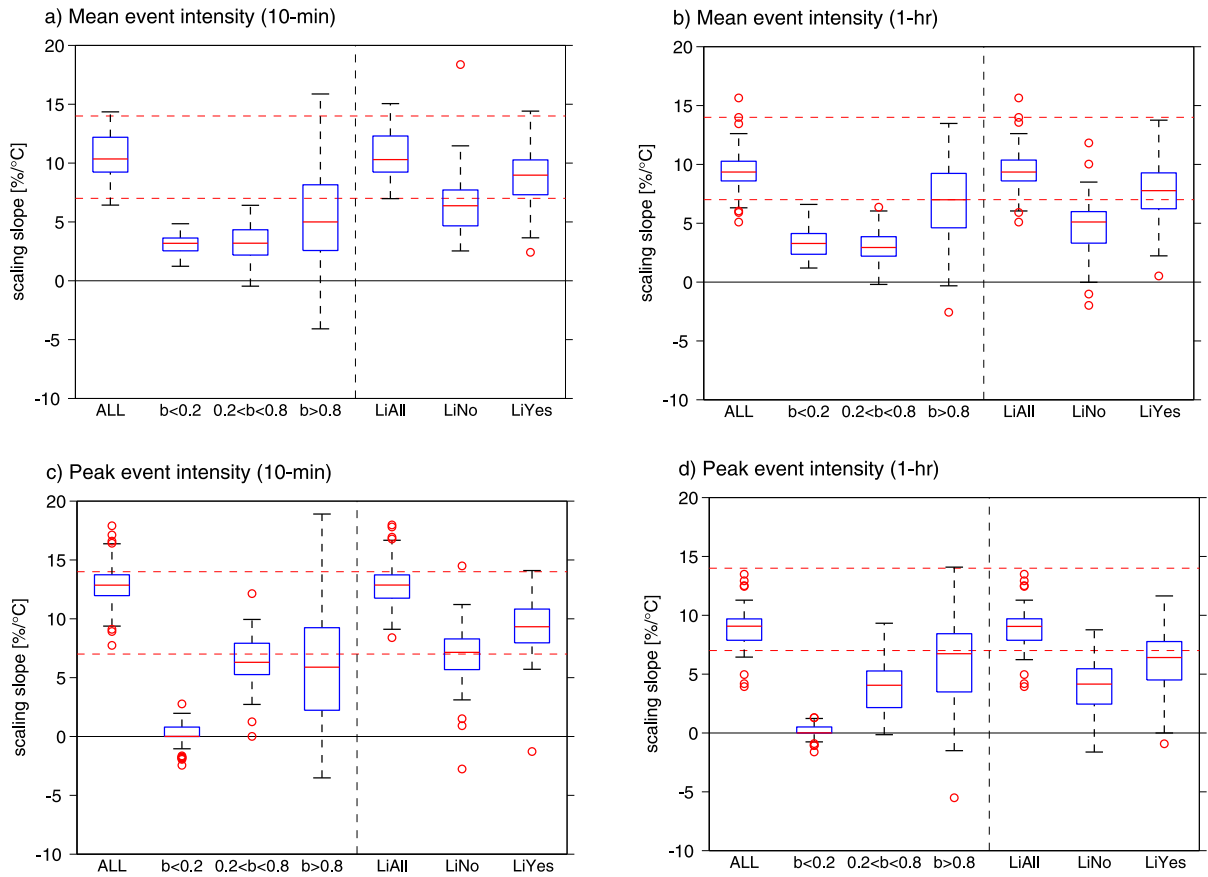 a) Mean event intensity (10-min)
scaling slope [%/°C]
20
15
10
5
0
-5
-10
ALL b<0.2 0.2<b<0.8 b>0.8 LiAll LiNo LiYes
b) Mean event intensity (1-hr)
scaling slope [%/°C]
20
15
10
5
0
-5
-10
ALL b<0.2 0.2<b<0.8 b>0.8 LiAll LiNo LiYes
c) Peak event intensity (10-min)
scaling slope [%/°C]
20
15
10
5
0
-5
-10
ALL b<0.2 0.2<b<0.8 b>0.8 LiAll LiNo LiYes
d) Peak event intensity (1-hr)
scaling slope [%/°C]
20
15
10
5
0
-5
-10
ALL b<0.2 0.2<b<0.8 b>0.8 LiAll LiNo LiYes